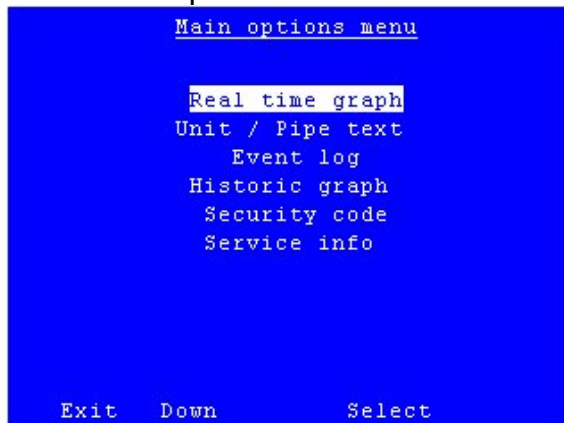 Main options menu
Real time graph
Unit / Pipe text
Event log
Historic graph
Security code
Service info
Exit Down Select